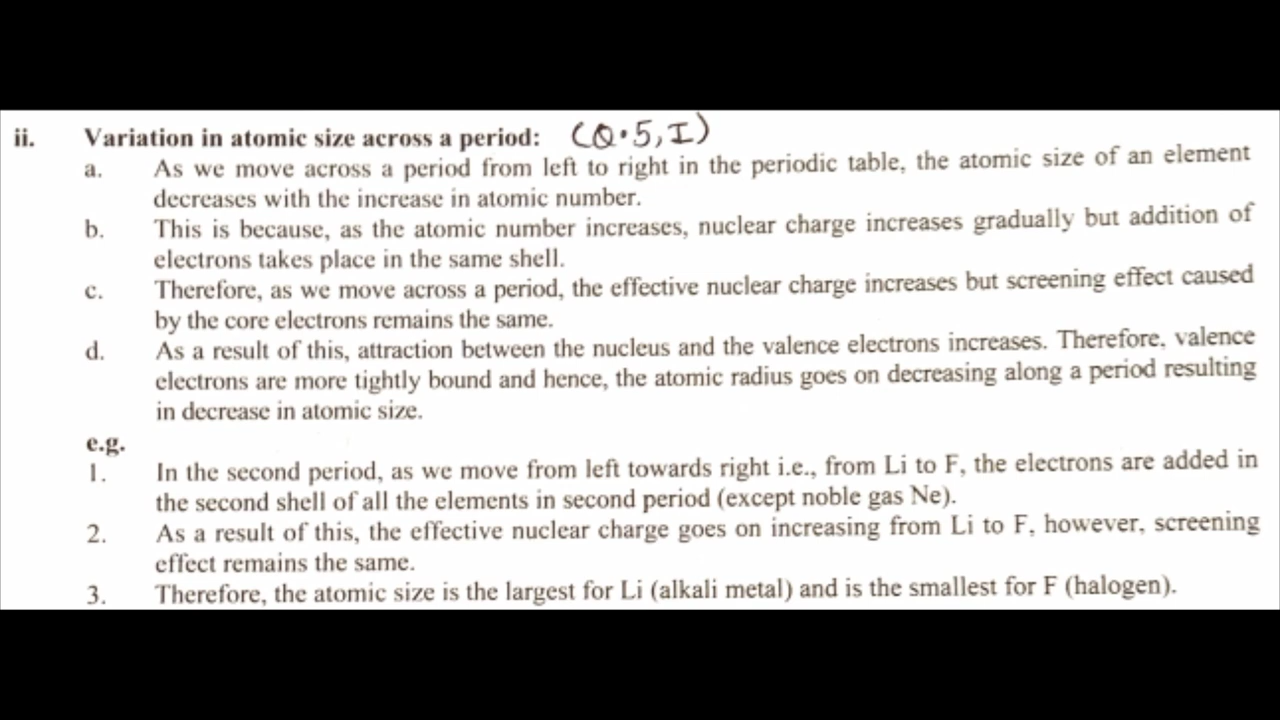 ii. Variation in atomic size across a period: (Q.5, I)
a. As we move across a period from left to right in the periodic table, the atomic size of an element
decreases with the increase in atomic number.
b. This is because, as the atomic number increases, nuclear charge increases gradually but addition of
electrons takes place in the same shell.
c. Therefore, as we move across a period, the effective nuclear charge increases but screening effect caused
by the core electrons remains the same.
d. As a result of this, attraction between the nucleus and the valence electrons increases. Therefore, valence
electrons are more tightly bound and hence, the atomic radius goes on decreasing along a period resulting
in decrease in atomic size.
e.g.
1. In the second period, as we move from left towards right i.e., from Li to F, the electrons are added in
the second shell of all the elements in second period (except noble gas Ne).
2. As a result of this, the effective nuclear charge goes on increasing from Li to F, however, screening
effect remains the same.
3. Therefore, the atomic size is the largest for Li (alkali metal) and is the smallest for F (halogen).